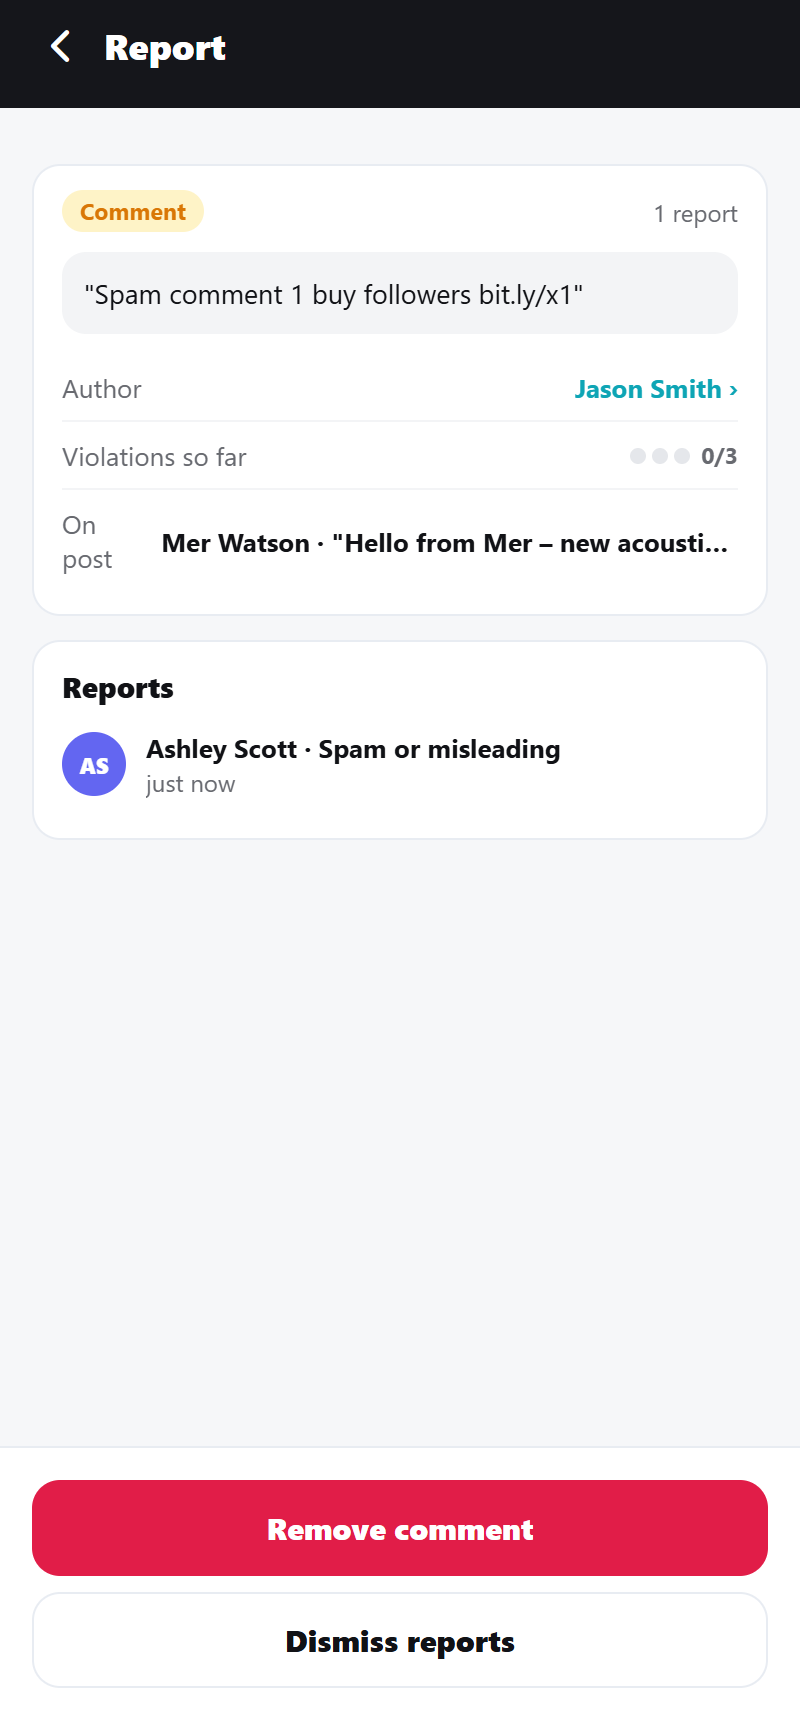 Report
Comment
1 report
"Spam comment 1 buy followers bit.ly/x1"
Author
Jason Smith ›
Violations so far
0/3
On
post
Mer Watson · "Hello from Mer – new acousti...
Reports
AS
Ashley Scott · Spam or misleading
just now
Remove comment
Dismiss reports